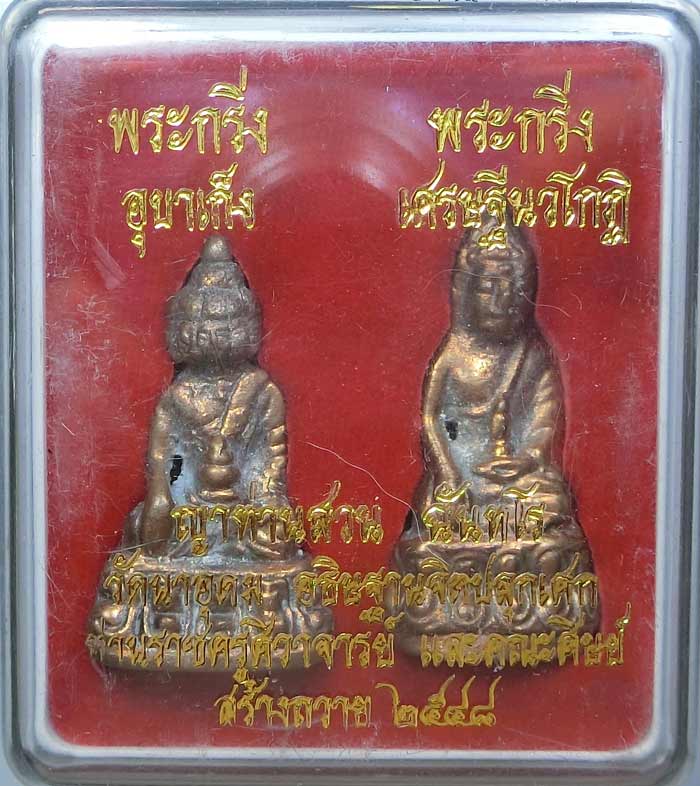 พระกริ่ง พระกริ่ง
อุบาเก็ง เศรษฐีนวโกฏิ
ญาท่านสวน ฉันทโร
วัดนาอุดม อธิษฐานจิตปลุกเศก
ท่านราชครูศิวาจารย์ และคณะศิษย์
สร้างถวาย ๒๕๔๘